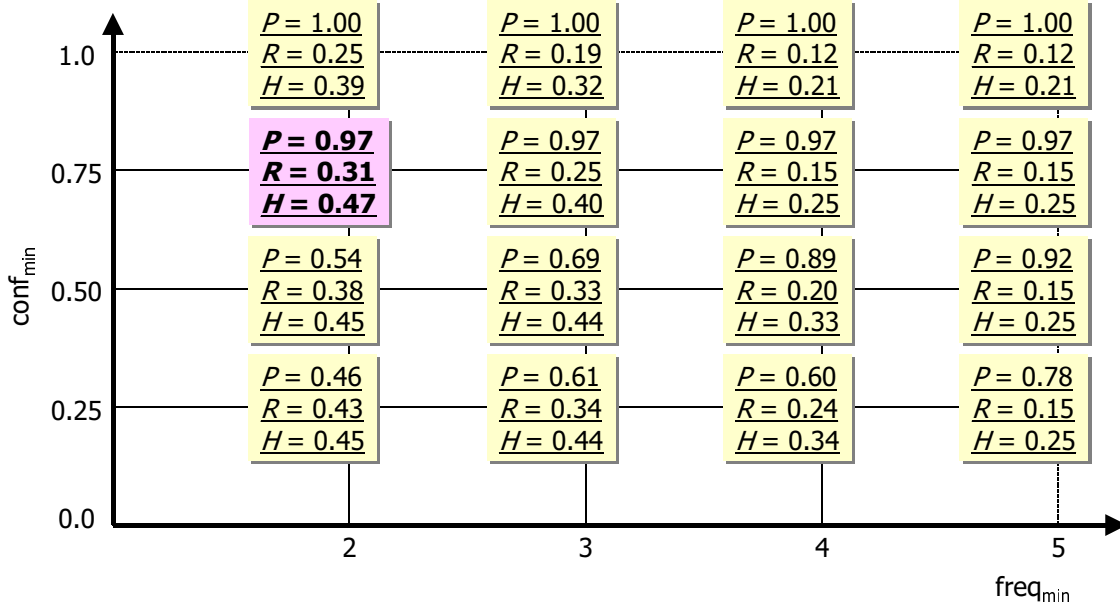 P = 1.00
R = 0.25
H = 0.39
P = 1.00
R = 0.19
H = 0.32
P = 1.00
R = 0.12
H = 0.21
P = 1.00
R = 0.12
H = 0.21
1.0
P = 0.97
R = 0.31
H = 0.47
P = 0.97
R = 0.25
H = 0.40
P = 0.97
R = 0.15
H = 0.25
P = 0.97
R = 0.15
H = 0.25
0.75
conf_min
P = 0.54
R = 0.38
H = 0.45
P = 0.69
R = 0.33
H = 0.44
P = 0.89
R = 0.20
H = 0.33
P = 0.92
R = 0.15
H = 0.25
0.50
P = 0.46
R = 0.43
H = 0.45
P = 0.61
R = 0.34
H = 0.44
P = 0.60
R = 0.24
H = 0.34
P = 0.78
R = 0.15
H = 0.25
0.25
0.0
2 3 4 5
freq_min